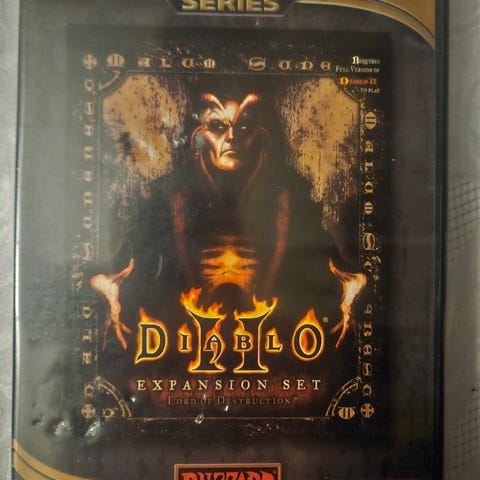 SERIES
REQUIRES
FULL VERSION OF
DIABLO II
TO PLAY
DIABLO II®
EXPANSION SET
LORD OF DESTRUCTION
BLIZZARD